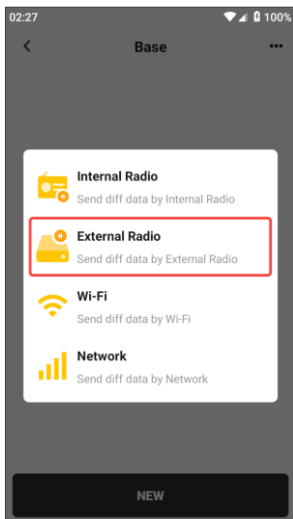 02:27
100%
Base
Internal Radio
Send diff data by Internal Radio
External Radio
Send diff data by External Radio
Wi-Fi
Send diff data by Wi-Fi
Network
Send diff data by Network
NEW